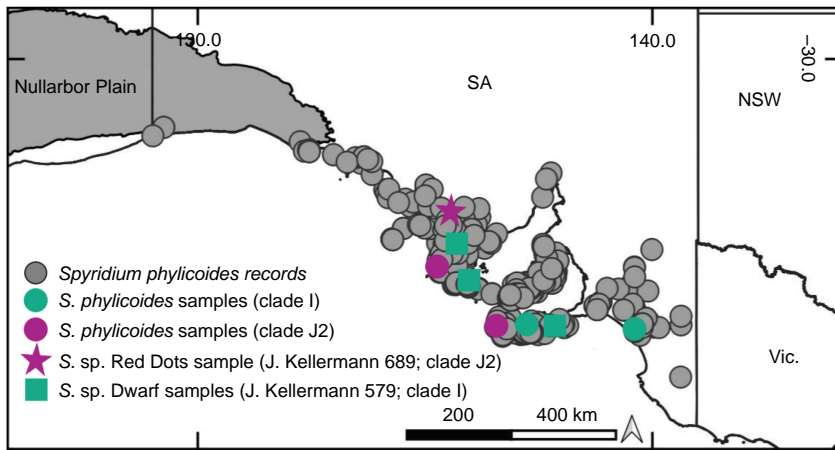 130.0
140.0
−30.0
Nullarbor Plain
SA
NSW
Spyridium phylicoides records
S. phylicoides samples (clade I)
S. phylicoides samples (clade J2)
S. sp. Red Dots sample (J. Kellermann 689; clade J2)
S. sp. Dwarf samples (J. Kellermann 579; clade I)
Vic.
200
400 km